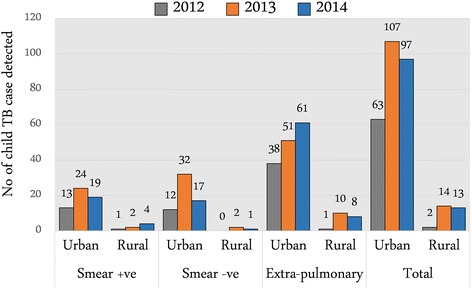 2012 2013 2014
No of child TB case detected
120
100
80
60
40
20
0
13 24 19 1 2 4 12 32 17 0 2 1 38 51 61 1 10 8 63 107 97 2 14 13
Urban Rural Urban Rural Urban Rural Urban Rural
Smear +ve Smear -ve Extra-pulmonary Total